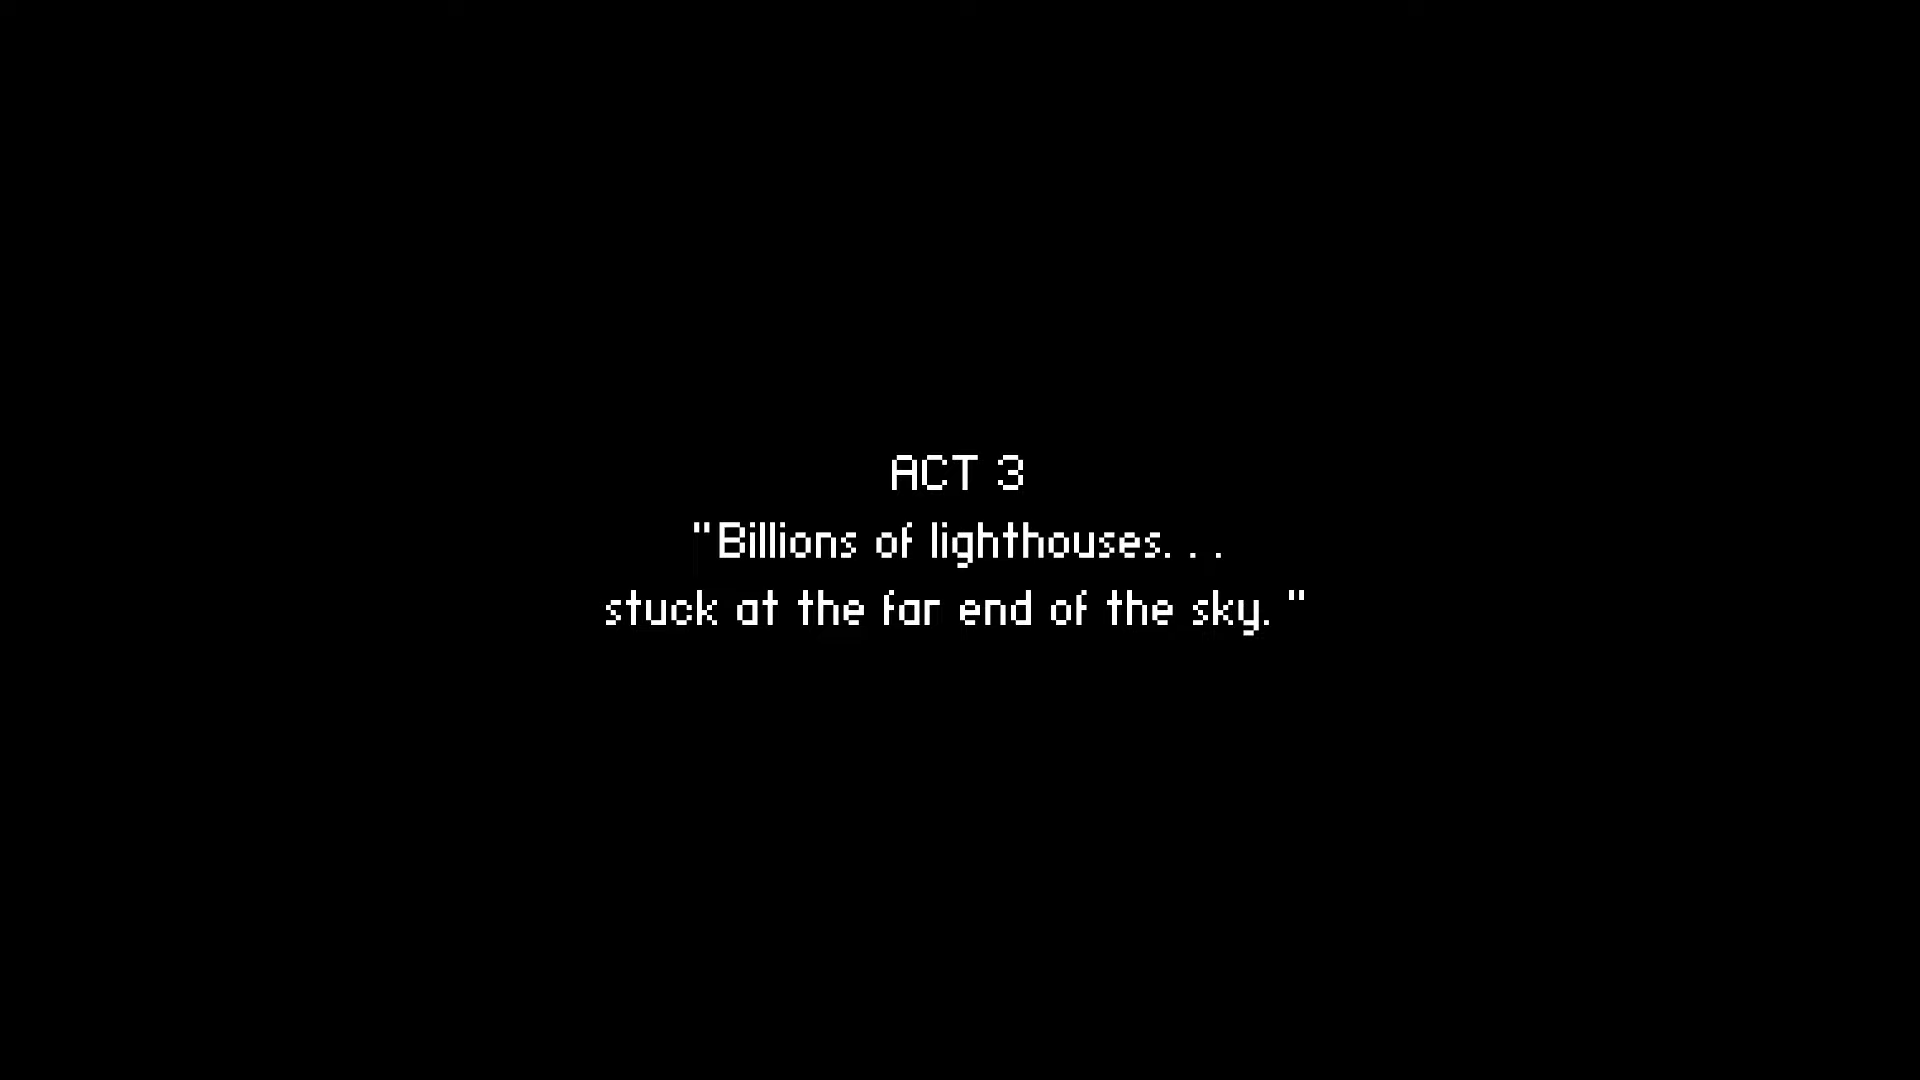 ACT 3
"Billions of lighthouses. . .
stuck at the far end of the sky. "